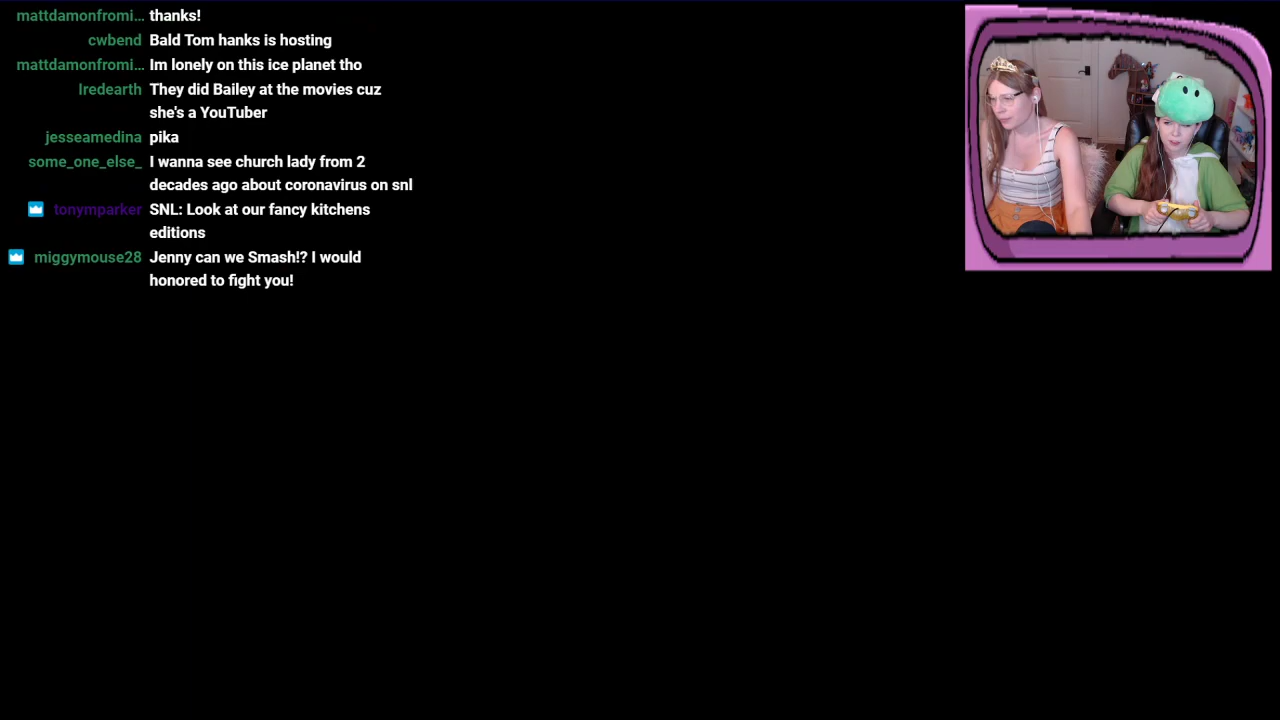 mattdamonfromi... thanks!
cwbend Bald Tom hanks is hosting
mattdamonfromi... Im lonely on this ice planet tho
lredearth They did Bailey at the movies cuz
she's a YouTuber
jesseamedina pika
some_one_else_ I wanna see church lady from 2
decades ago about coronavirus on snl
tonymparker SNL: Look at our fancy kitchens
editions
miggymouse28 Jenny can we Smash!? I would
honored to fight you!